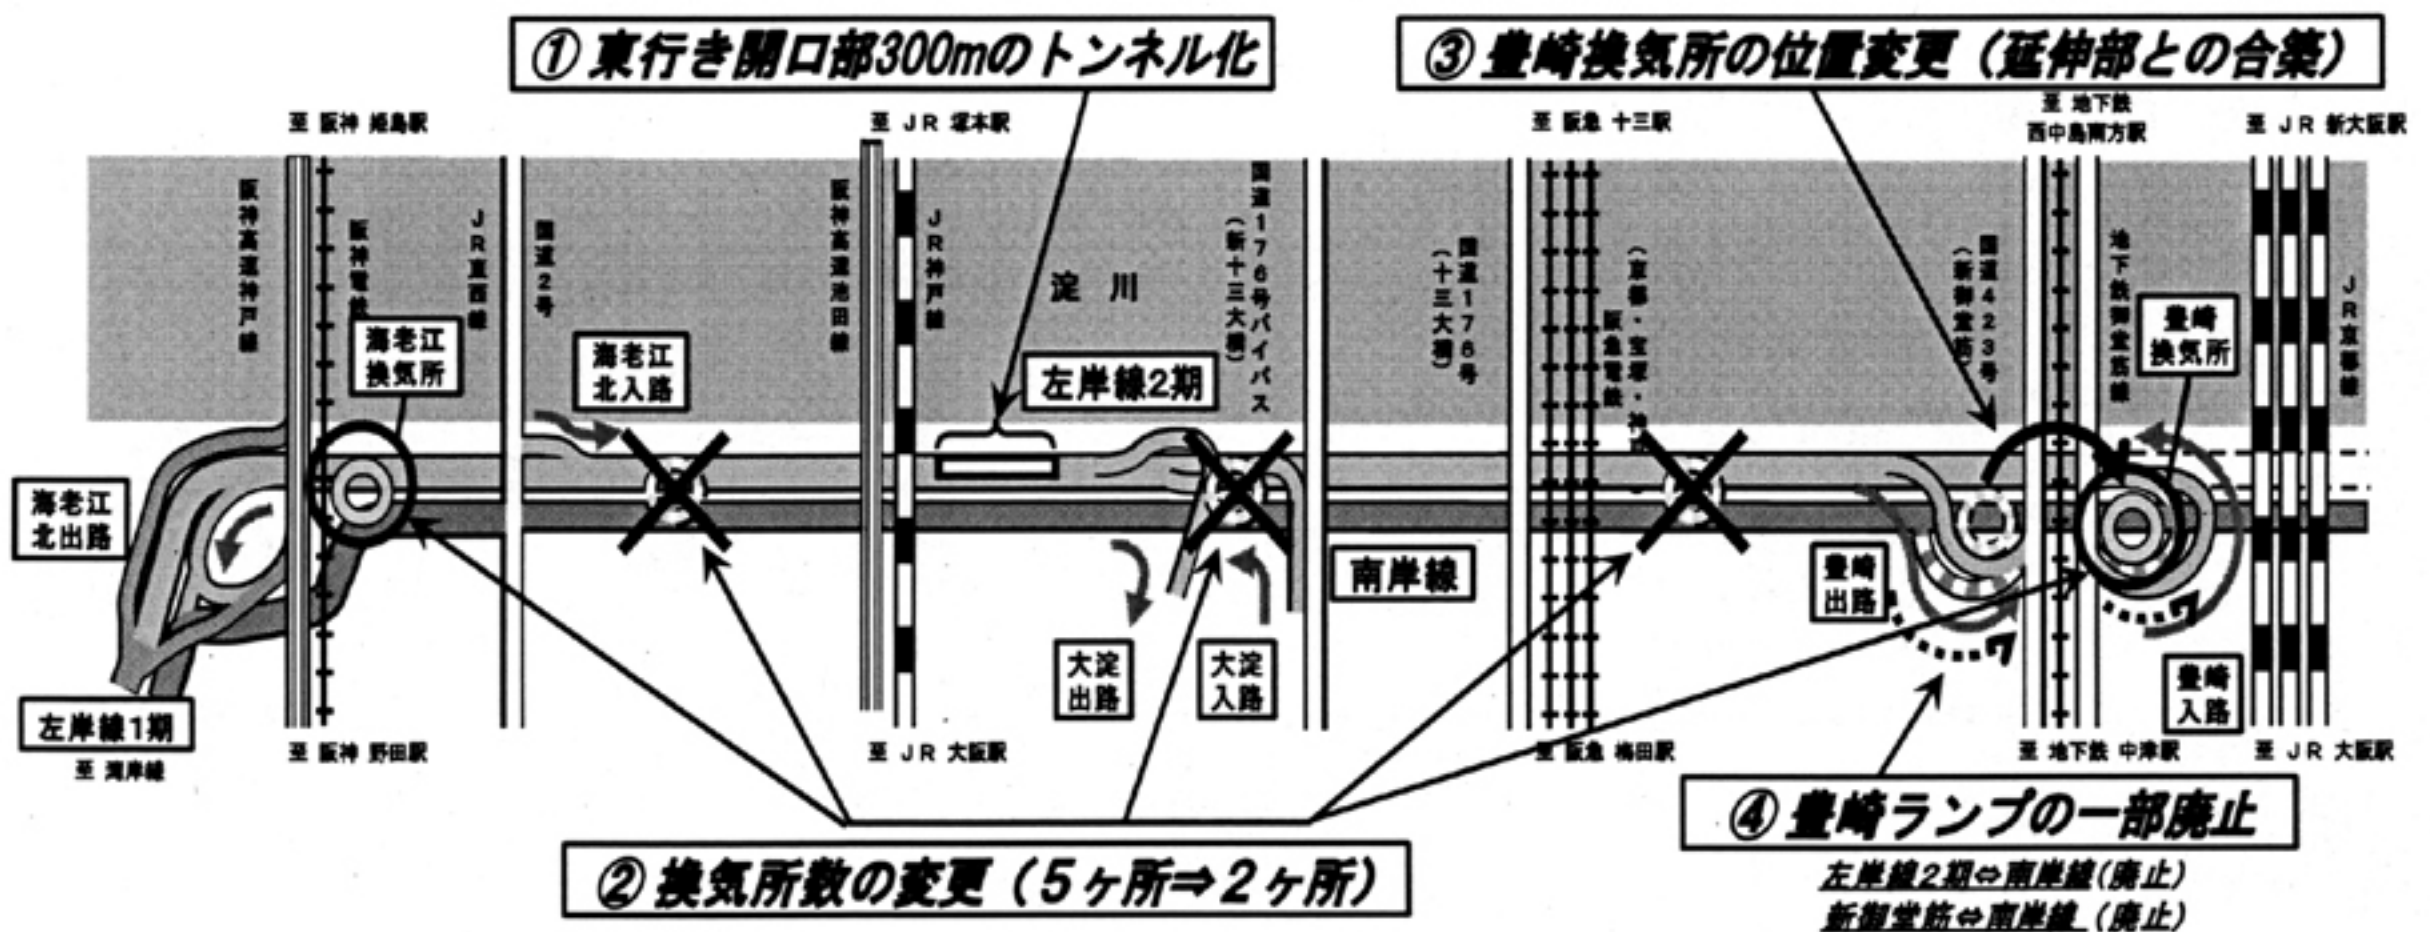 ① 東行き開口部300mのトンネル化
③ 豊崎換気所の位置変更（延伸部との合築）
至 阪神 姫島駅
至 JR 塚本駅
至 阪急 十三駅
至 地下鉄
西中島南方駅
至 JR 新大阪駅
阪神高速神戸線
阪神電鉄
JR東西線
国道2号
阪神高速池田線
JR神戸線
淀 川
国道176号バイパス
（新十三大橋）
国道176号
（十三大橋）
阪急電鉄
（京都・宝塚・神
国道423号
（新御堂筋）
地下鉄御堂筋線
JR京都線
海老江
換気所
海老江
北入路
左岸線2期
豊崎
換気所
海老江
北出路
南岸線
豊崎
出路
大淀
出路
大淀
入路
豊崎
入路
左岸線1期
至 湾岸線
至 阪神 野田駅
至 JR 大阪駅
至 阪急 梅田駅
至 地下鉄 中津駅
至 JR 大阪駅
② 換気所数の変更（５ヶ所⇒２ヶ所）
④ 豊崎ランプの一部廃止
左岸線2期⇔南岸線(廃止)
新御堂筋⇔南岸線 (廃止)